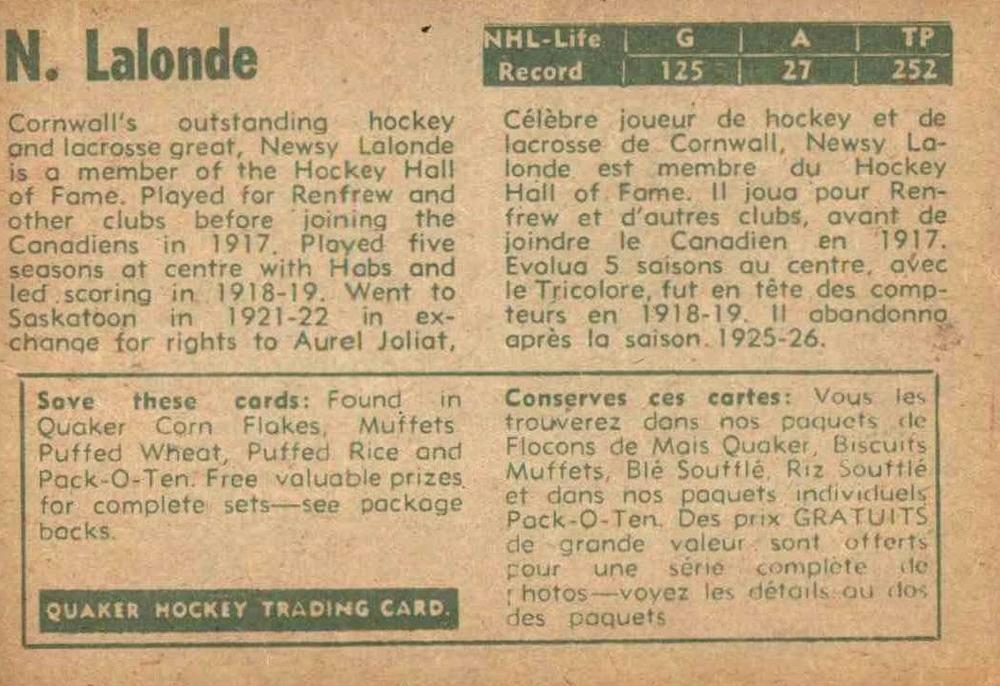 N. Lalonde
NHL-Life | G | A | TP
Record | 125 | 27 | 252
Cornwall's outstanding hockey
and lacrosse great, Newsy Lalonde
is a member of the Hockey Hall
of Fame. Played for Renfrew and
other clubs before joining the
Canadiens in 1917. Played five
seasons at centre with Habs and
led scoring in 1918-19. Went to
Saskatoon in 1921-22 in ex-
change for rights to Aurel Joliat,
Célèbre joueur de hockey et de
lacrosse de Cornwall, Newsy La-
londe est membre du Hockey
Hall of Fame. Il joua pour Ren-
frew et d'autres clubs, avant de
joindre le Canadien en 1917.
Evolua 5 saisons au centre, avec
le Tricolore, fut en tête des comp-
teurs en 1918-19. Il abandonna
après la saison 1925-26.
Save these cards: Found in
Quaker Corn Flakes, Muffets
Puffed Wheat, Puffed Rice and
Pack-O-Ten. Free valuable prizes
for complete sets—see package
backs.
QUAKER HOCKEY TRADING CARD.
Conserves ces cartes: Vous les
trouverez dans nos paquets de
Flocons de Mais Quaker, Biscuits
Muffets, Blé Soufflé, Riz Soufflé
et dans nos paquets individuels
Pack-O-Ten. Des prix GRATUITS
de grande valeur sont offerts
pour une série complète de
photos—voyez les détails au dos
des paquets